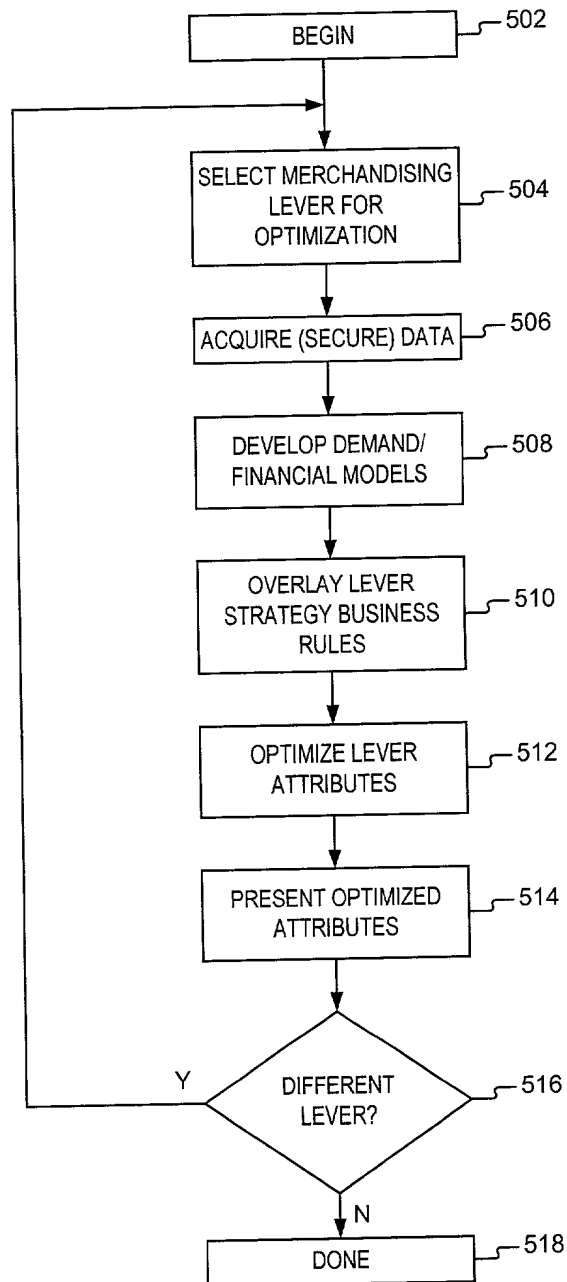 BEGIN
502
SELECT MERCHANDISING
LEVER FOR
OPTIMIZATION
504
ACQUIRE (SECURE) DATA
506
DEVELOP DEMAND/
FINANCIAL MODELS
508
OVERLAY LEVER
STRATEGY BUSINESS
RULES
510
OPTIMIZE LEVER
ATTRIBUTES
512
PRESENT OPTIMIZED
ATTRIBUTES
514
Y
DIFFERENT
LEVER?
516
N
DONE
518